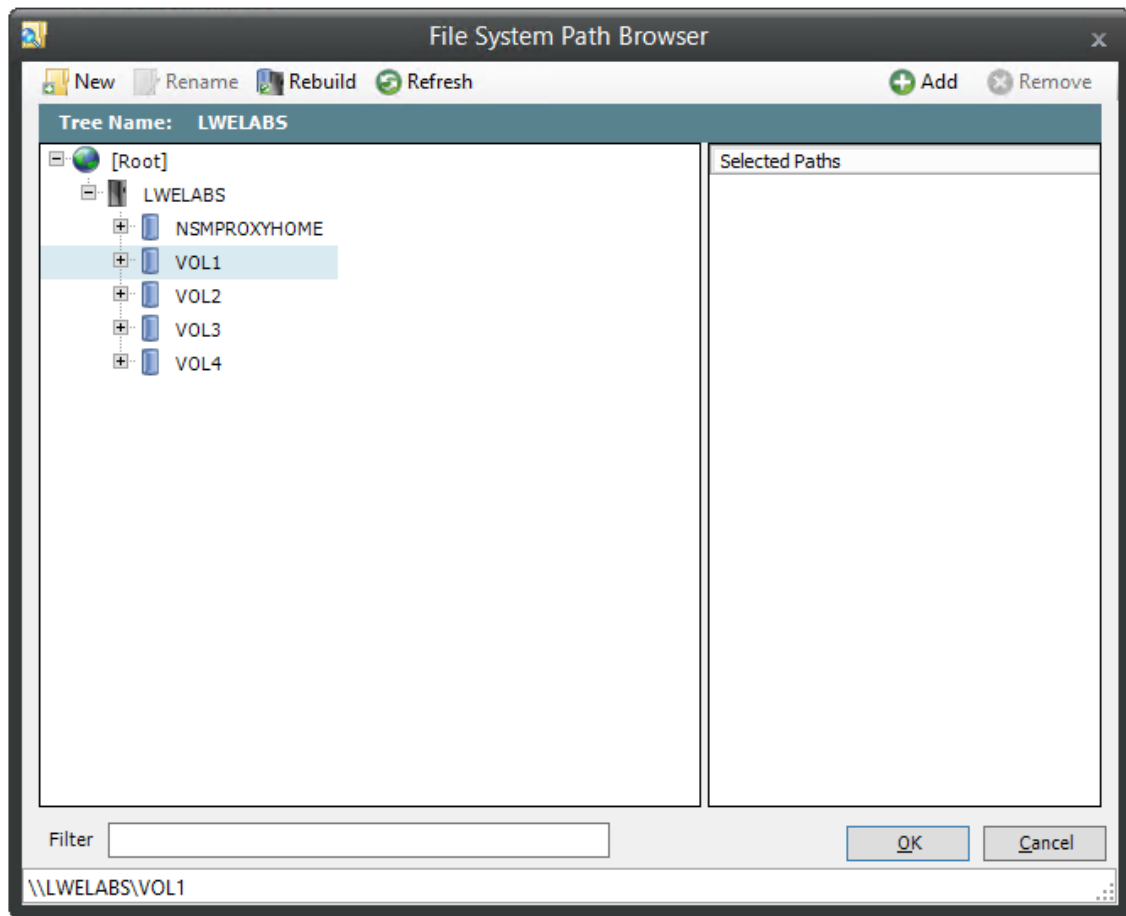 File System Path Browser
x
New Rename Rebuild Refresh Add Remove
Tree Name: LWELABS
[Root]
Selected Paths
LWELABS
NSMPROXYHOME
VOL1
VOL2
VOL3
VOL4
Filter
OK
Cancel
\\LWELABS\VOL1